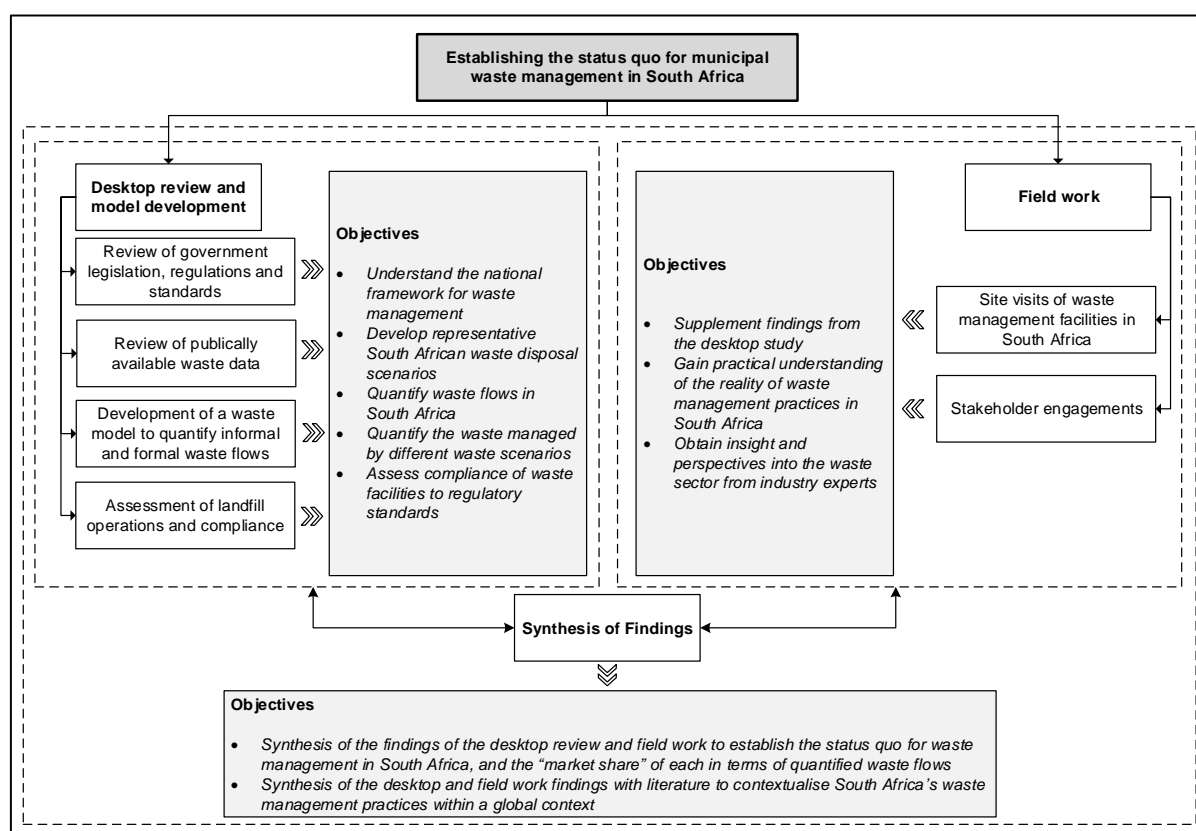 Establishing the status quo for municipal
waste management in South Africa
Desktop review and
model development
Review of government
legislation, regulations and
standards
Review of publically
available waste data
Development of a waste
model to quantify informal
and formal waste flows
Assessment of landfill
operations and compliance
Objectives
• Understand the national
framework for waste
management
• Develop representative
South African waste disposal
scenarios
• Quantify waste flows in
South Africa
• Quantify the waste managed
by different waste scenarios
• Assess compliance of waste
facilities to regulatory
standards
Objectives
• Supplement findings from
the desktop study
• Gain practical understanding
of the reality of waste
management practices in
South Africa
• Obtain insight and
perspectives into the waste
sector from industry experts
Field work
Site visits of waste
management facilities in
South Africa
Stakeholder engagements
Synthesis of Findings
Objectives
• Synthesis of the findings of the desktop review and field work to establish the status quo for waste
management in South Africa, and the “market share” of each in terms of quantified waste flows
• Synthesis of the desktop and field work findings with literature to contextualise South Africa’s waste
management practices within a global context